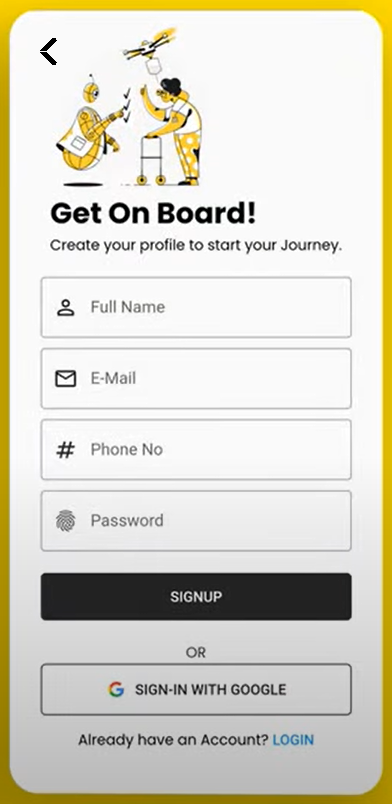 Get On Board!
Create your profile to start your Journey.
Full Name
E-Mail
Phone No
Password
SIGNUP
OR
SIGN-IN WITH GOOGLE
Already have an Account? LOGIN